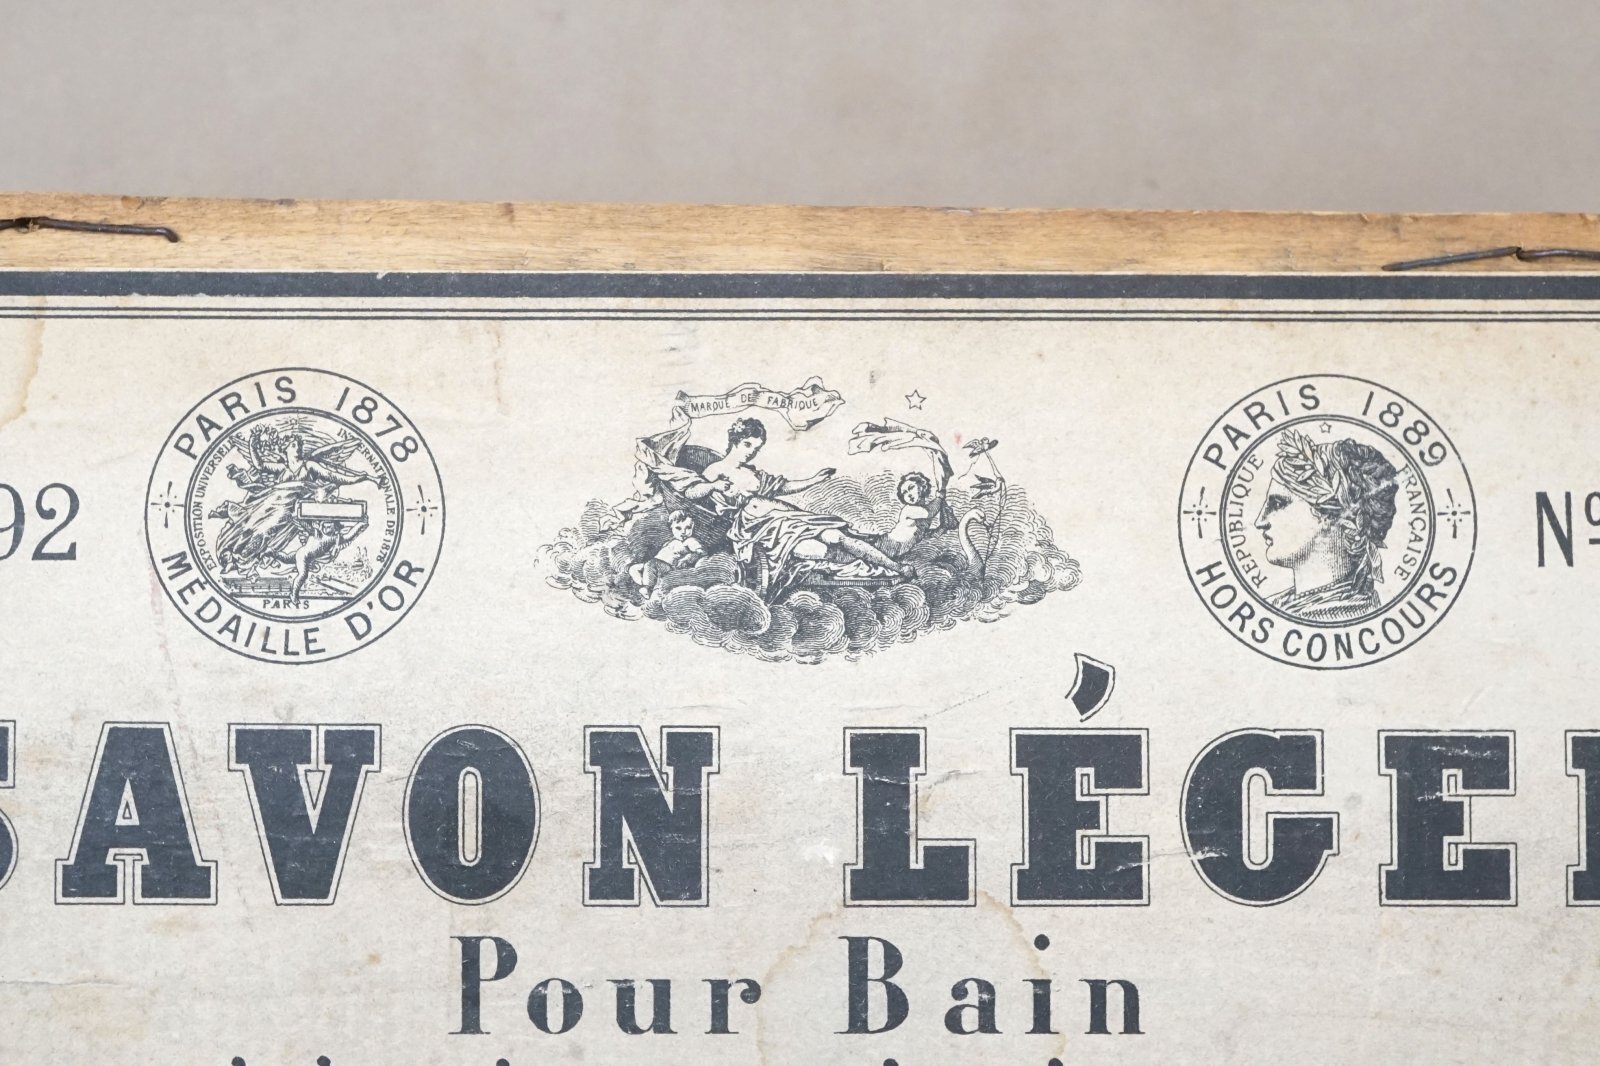 PARIS 1878
MÉDAILLE D'OR
EXPOSITION UNIVERSELLE INTERNATIONALE DE 1878
PARIS
MARQUE DE FABRIQUE
PARIS 1889
HORS CONCOURS
REPUBLIQUE FRANÇAISE
92 Nº
SAVON LÉGE
Pour Bain